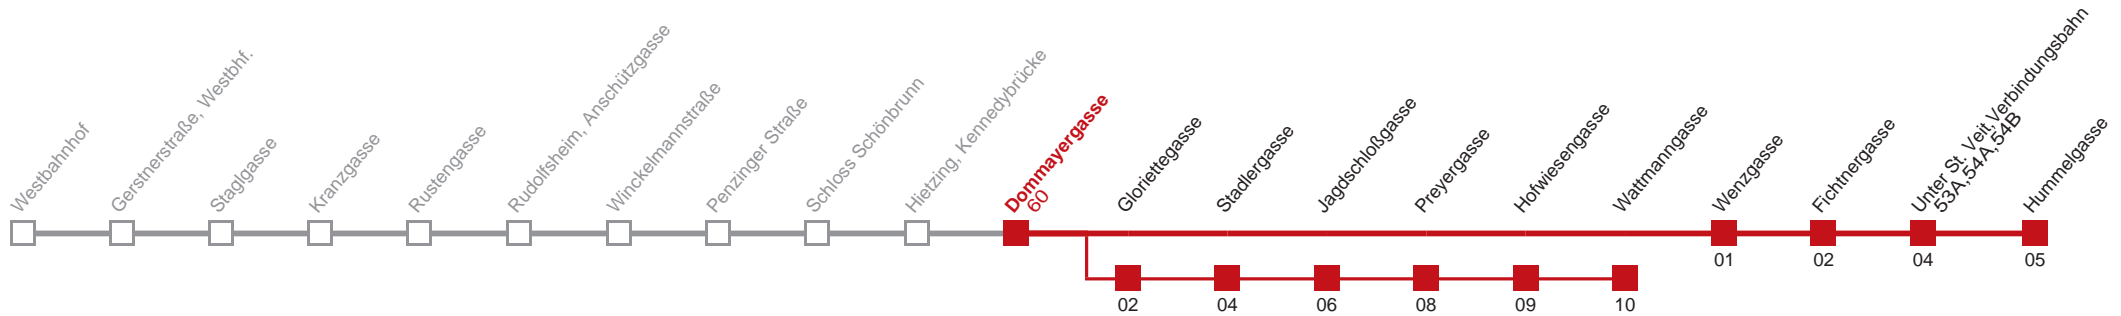 Westbahnhof
Gerstnerstraße, Westbhf.
Staglgasse
Kranzgasse
Rustengasse
Rudolfsheim, Anschützgasse
Winckelmannstraße
Penzinger Straße
Schloss Schönbrunn
Hietzing, Kennedybrücke
Dommayergasse
60
Gloriettegasse
Stadlergasse
Jagdschloßgasse
Preyergasse
Hofwiesengasse
Wattmanngasse
Wenzgasse
Fichtnergasse
Unter St. Veit, Verbindungsbahn
53A,54A,54B
Hummelgasse
01
02
04
05
02
04
06
08
09
10